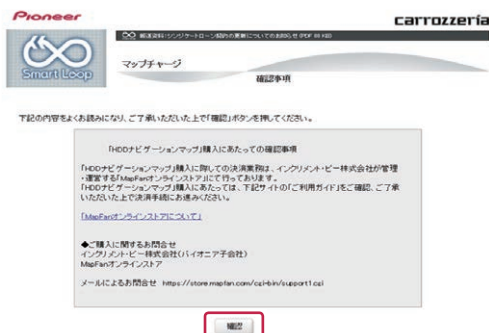 Pioneer
carrozzeria
Smart Loop
マップチャージ
確認事項
下記の内容をよくお読みになり、ご了承いただいた上で「確認」ボタンを押してください。
「HDDナビゲーションマップ」購入にあたっての確認事項
「HDDナビゲーションマップ」購入に際しての決済業務は、インクリメント・ピー株式会社が管理
・運営する「MapFanオンラインストア」にて行っております。
「HDDナビゲーションマップ」購入にあたっては、下記サイトの「ご利用ガイド」をご確認、ご了承
いただいた上で決済手続にお進みください。
「MapFanオンラインストアについて」
◆ご購入に関するお問合せ
インクリメント・ピー株式会社(パイオニア子会社)
MapFanオンラインストア
メールによるお問合せ https://store.mapfan.com/cgi-bin/support1.cgi
確認